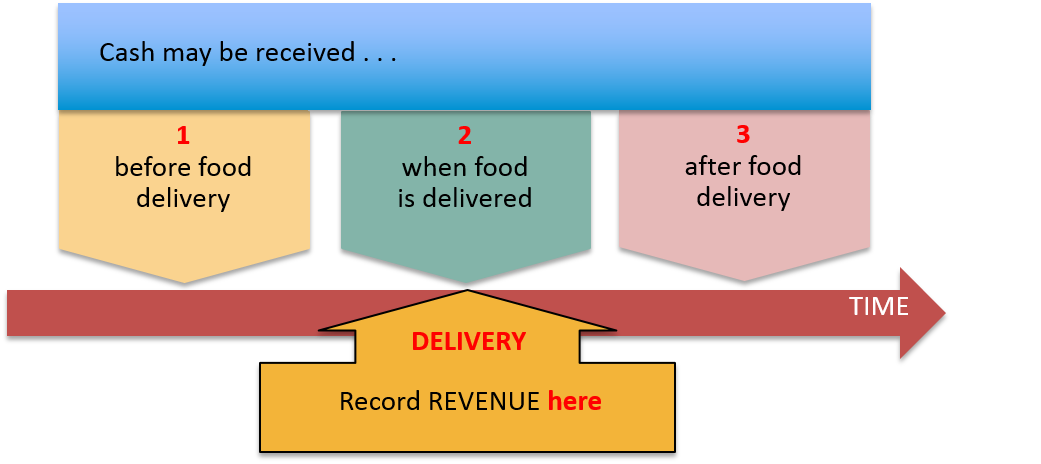 Cash may be received . . .
1
before food
delivery
2
when food
is delivered
3
after food
delivery
TIME
DELIVERY
Record REVENUE here